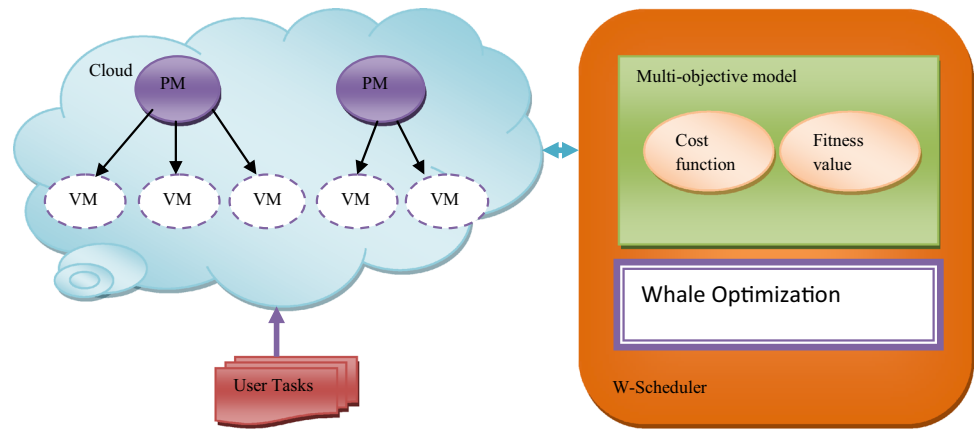 Cloud
PM
PM
VM
VM
VM
VM
VM
User Tasks
Multi-objective model
Cost
function
Fitness
value
Whale Optimization
W-Scheduler